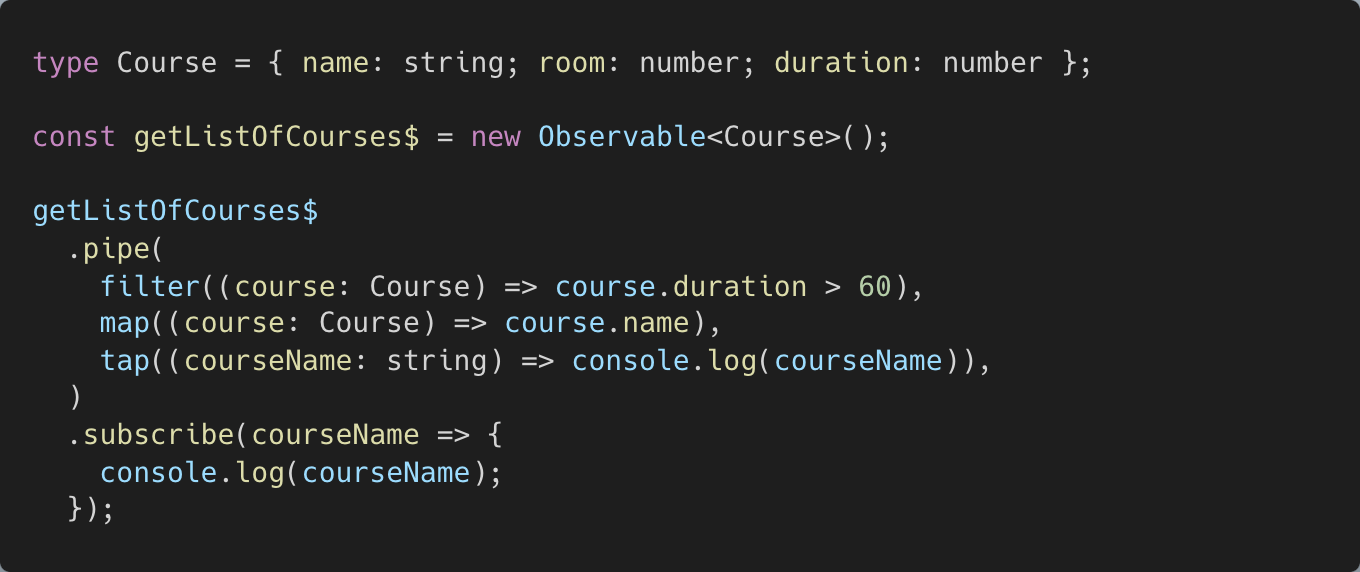 type Course = { name: string; room: number; duration: number };
const getListOfCourses$ = new Observable<Course>();
getListOfCourses$
  .pipe(
    filter((course: Course) => course.duration > 60),
    map((course: Course) => course.name),
    tap((courseName: string) => console.log(courseName)),
  )
  .subscribe(courseName => {
    console.log(courseName);
  });